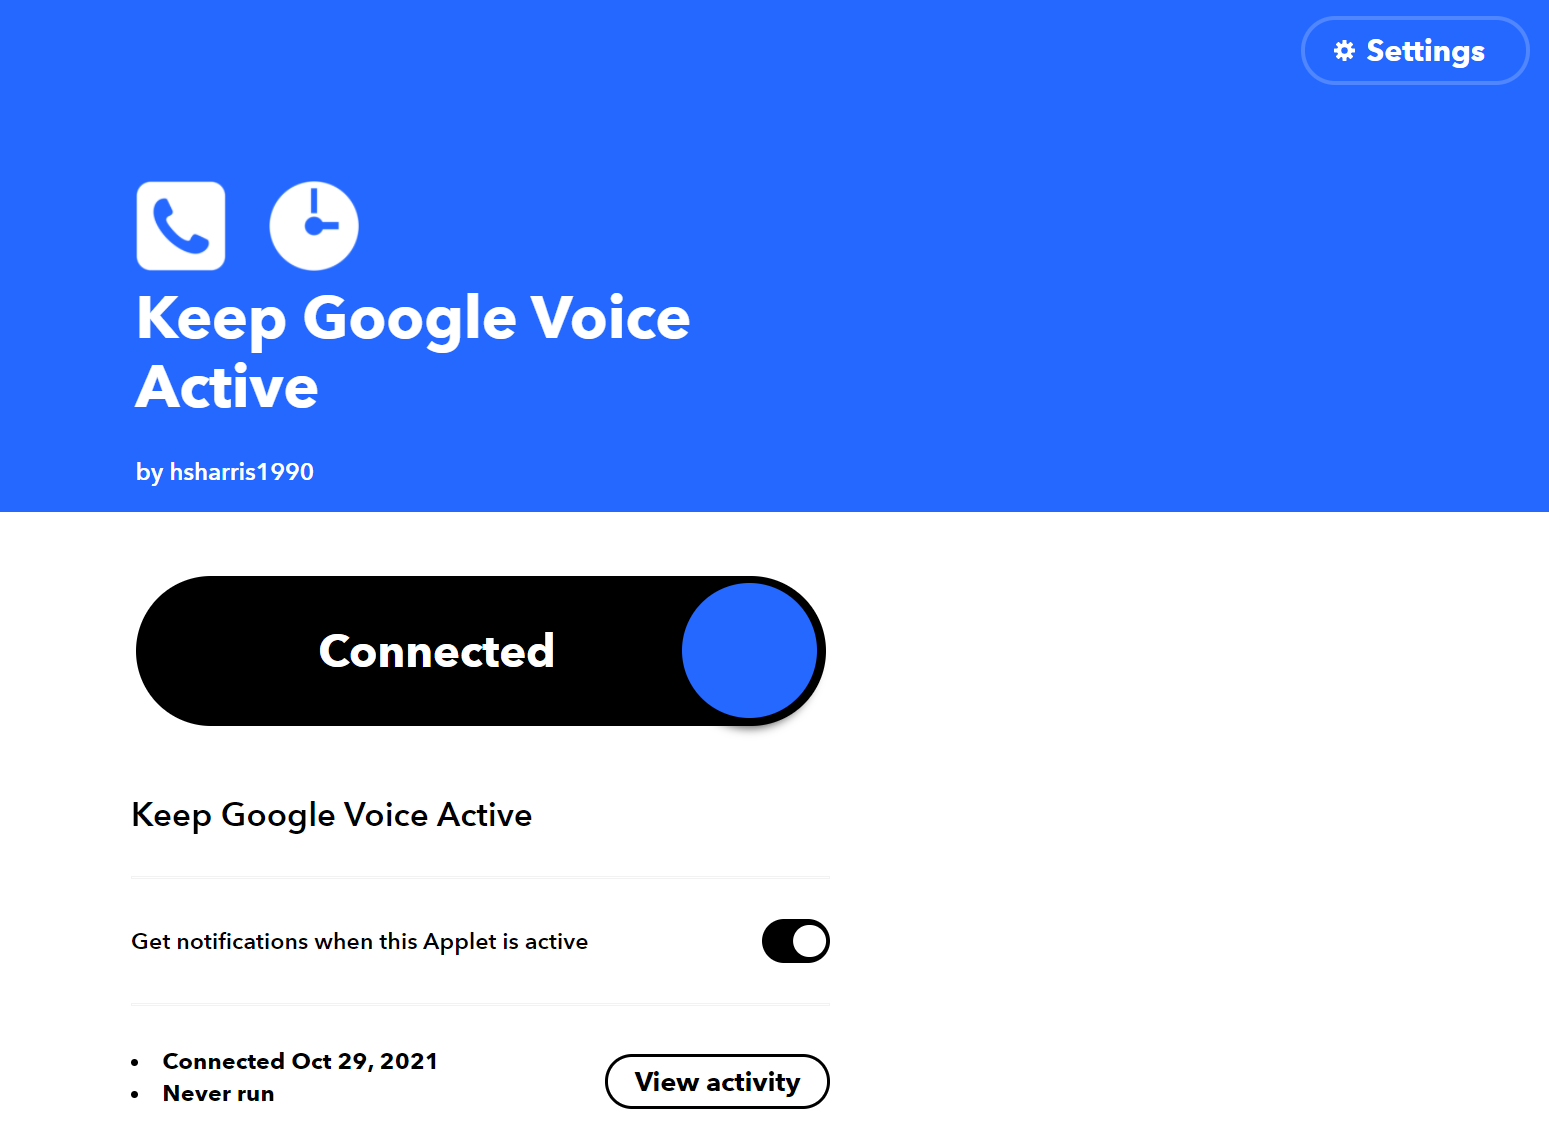 Settings
Keep Google Voice
Active
by hsharris1990
Connected
Keep Google Voice Active
Get notifications when this Applet is active
Connected Oct 29, 2021
Never run
View activity